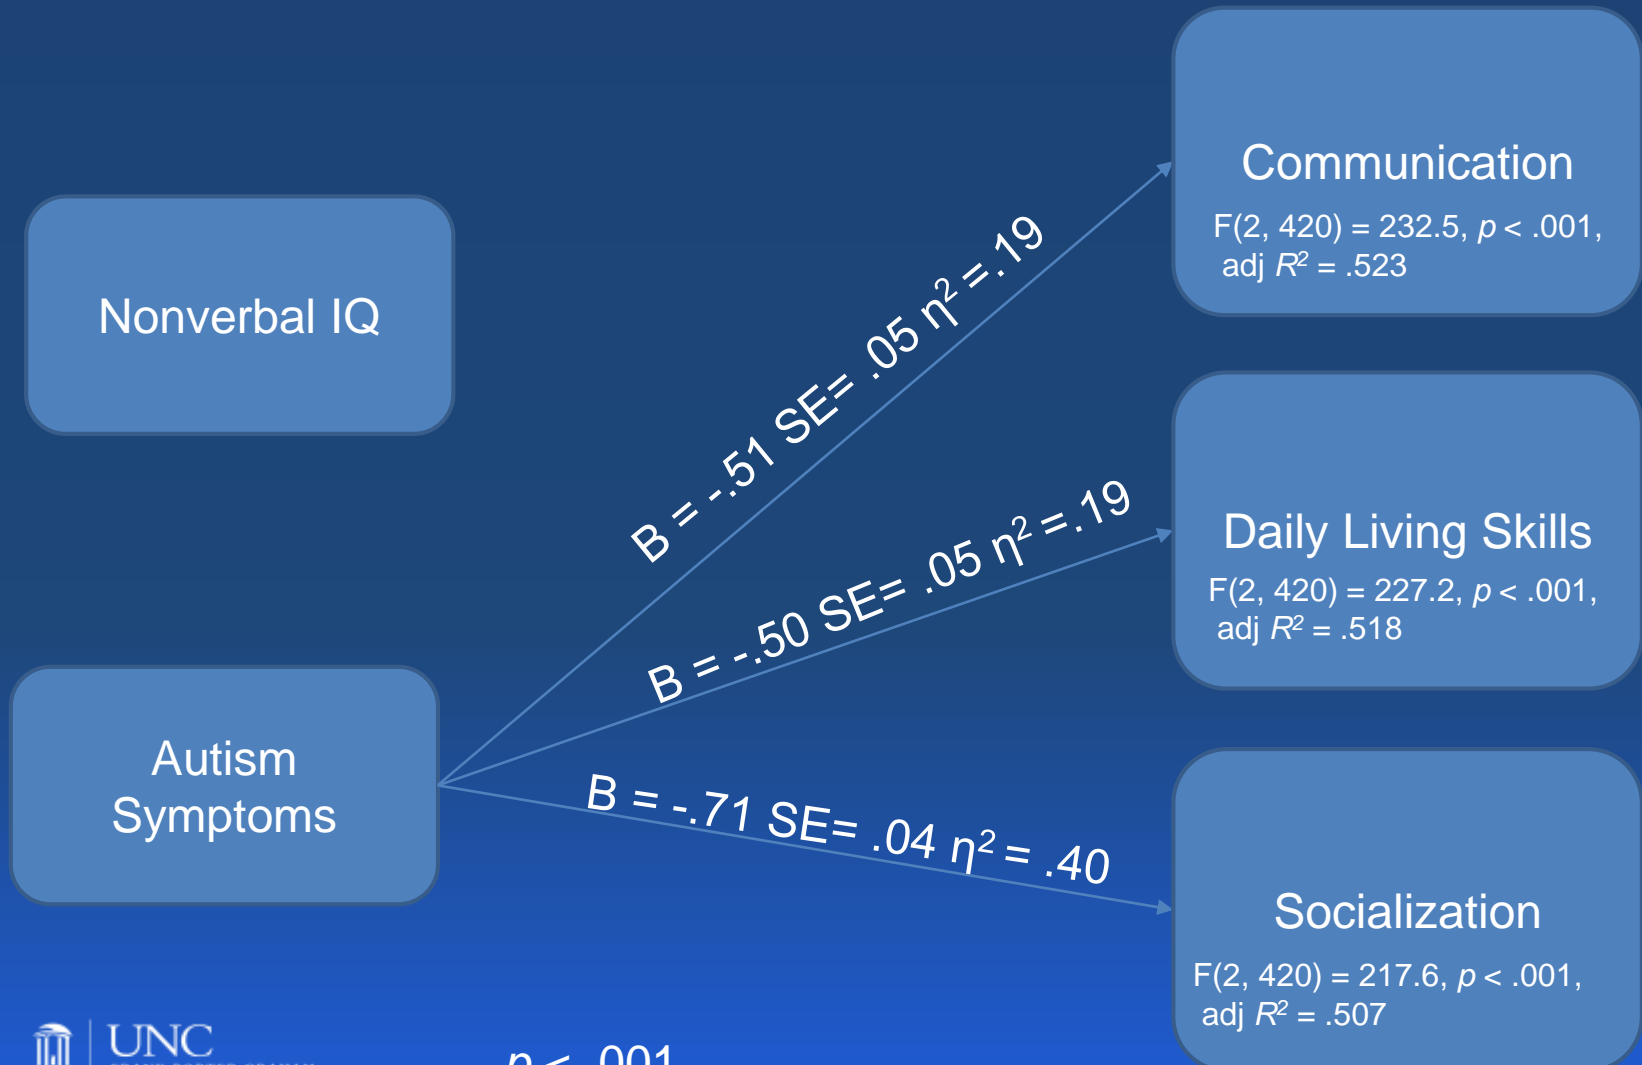 Communication
F(2, 420) = 232.5, p < .001,
adj R² = .523
Nonverbal IQ
B = -.51 SE= .05 η² =.19
Daily Living Skills
F(2, 420) = 227.2, p < .001,
adj R² = .518
B = -.50 SE= .05 η² =.19
Autism
Symptoms
B = -.71 SE= .04 η² = .40
Socialization
F(2, 420) = 217.6, p < .001,
adj R² = .507
UNC
p < .001